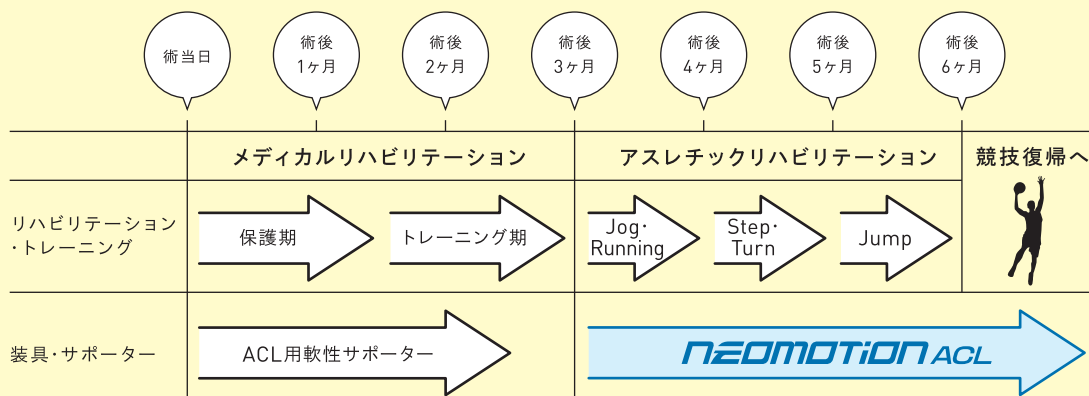 術当日
術後
1ヶ月
術後
2ヶ月
術後
3ヶ月
術後
4ヶ月
術後
5ヶ月
術後
6ヶ月
メディカルリハビリテーション
アスレチックリハビリテーション
競技復帰へ
リハビリテーション
・トレーニング
保護期
トレーニング期
Jog・
Running
Step・
Turn
Jump
装具・サポーター
ACL用軟性サポーター
NEOMOTION ACL